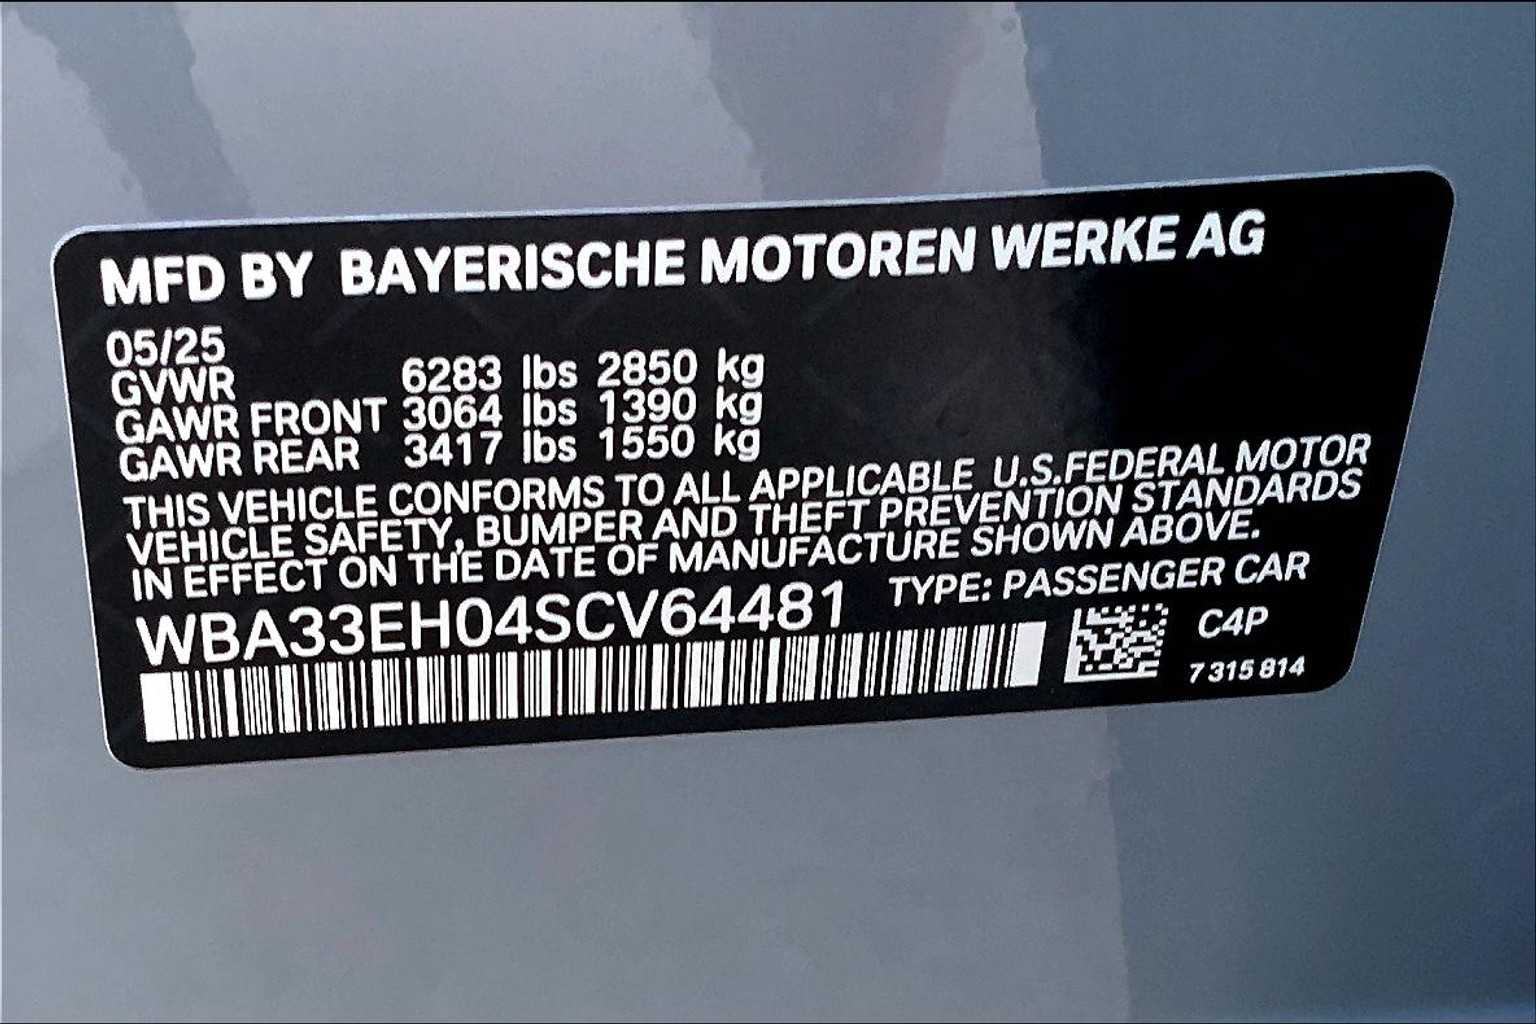 MFD BY BAYERISCHE MOTOREN WERKE AG
05/25
GVWR 6283 lbs 2850 kg
GAWR FRONT 3064 lbs 1390 kg
GAWR REAR 3417 lbs 1550 kg
THIS VEHICLE CONFORMS TO ALL APPLICABLE U.S.FEDERAL MOTOR
VEHICLE SAFETY, BUMPER AND THEFT PREVENTION STANDARDS
IN EFFECT ON THE DATE OF MANUFACTURE SHOWN ABOVE.
WBA33EH04SCV64481 TYPE: PASSENGER CAR
C4P
7 315 814